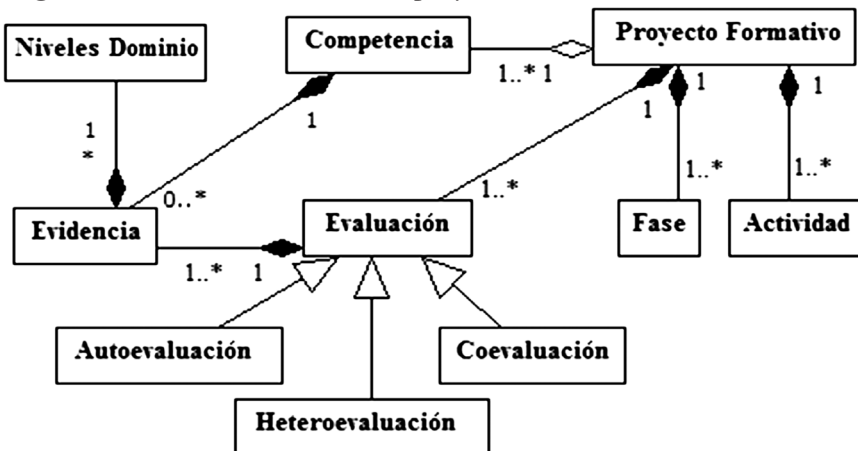 Niveles Dominio
Competencia
Proyecto Formativo
1..* 1
1
*
1
1
1
1
0..*
1..*
1..*
1..*
Evidencia
Evaluación
Fase
Actividad
1..* 1
Autoevaluación
Coevaluación
Heteroevaluación